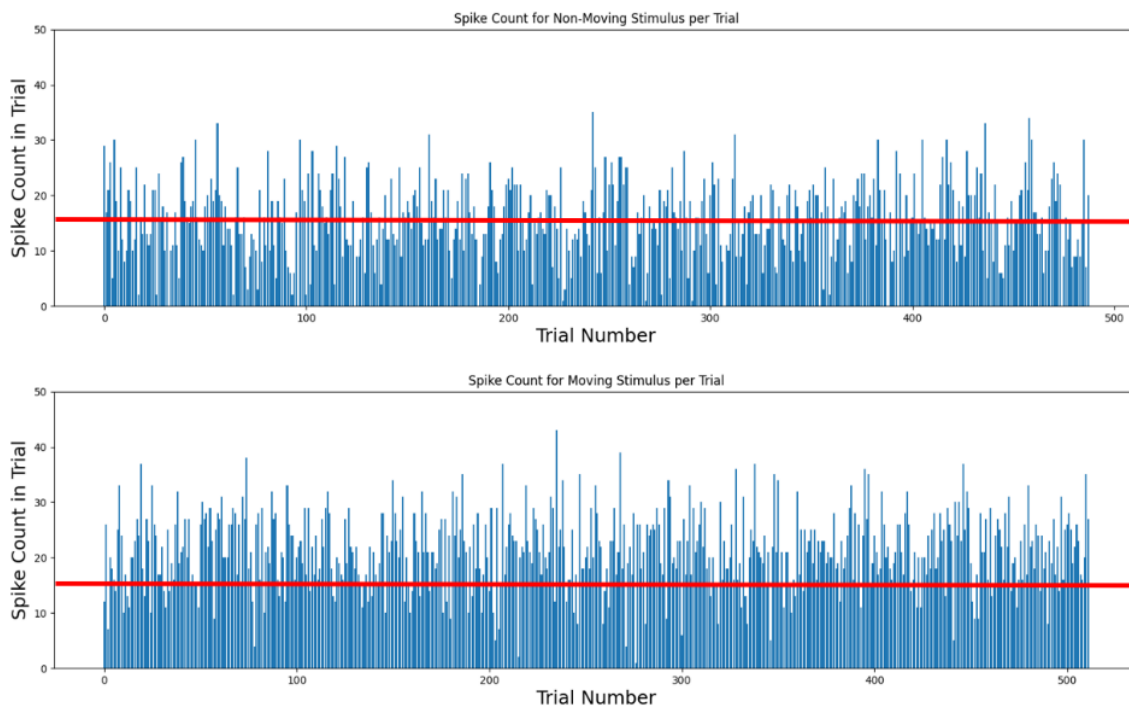 Spike Count for Non-Moving Stimulus per Trial
50
40
30
20
10
0
Spike Count in Trial
0 100 200 300 400 500
Trial Number
Spike Count for Moving Stimulus per Trial
50
40
30
20
10
0
Spike Count in Trial
0 100 200 300 400 500
Trial Number